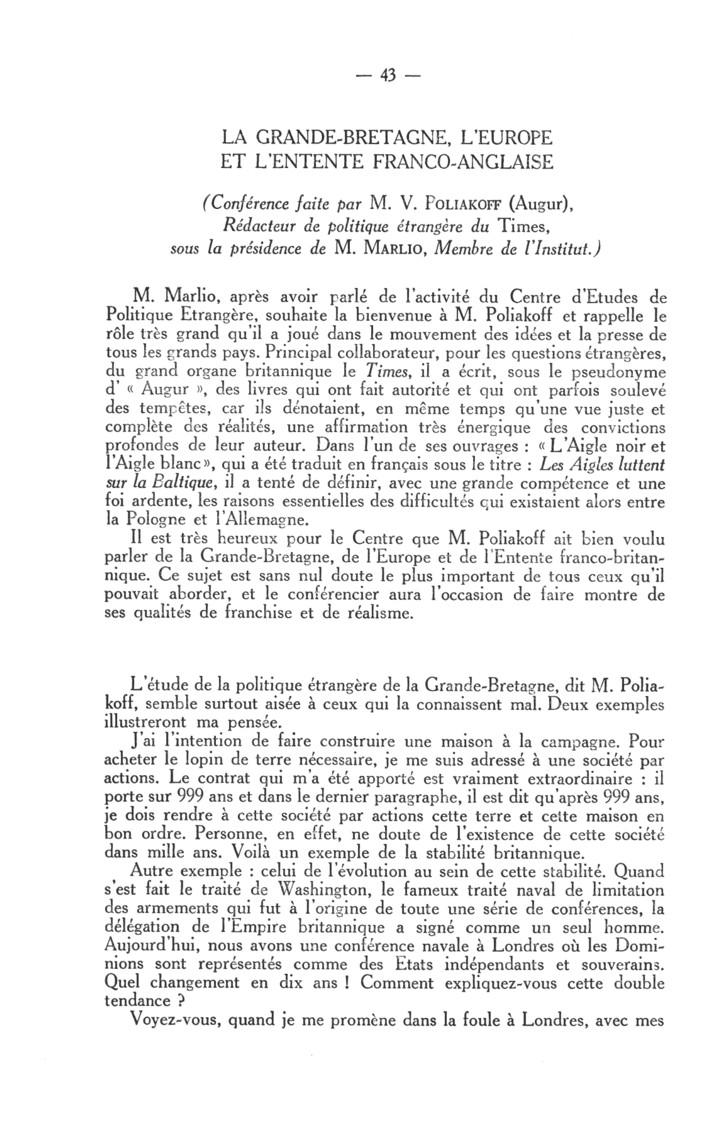 — 43 —
LA GRANDE-BRETAGNE, L'EUROPE
ET L'ENTENTE FRANCO-ANGLAISE
(Conférence faite par M. V. POLIAKOFF (Augur),
Rédacteur de politique étrangère du Times,
sous la présidence de M. MARLIO, Membre de l'Institut.)
M. Marlio, après avoir parlé de l'activité du Centre d'Etudes de
Politique Etrangère, souhaite la bienvenue à M. Poliakoff et rappelle le
rôle très grand qu'il a joué dans le mouvement des idées et la presse de
tous les grands pays. Principal collaborateur, pour les questions étrangères,
du grand organe britannique le Times, il a écrit, sous le pseudonyme
d' « Augur », des livres qui ont fait autorité et qui ont parfois soulevé
des tempêtes, car ils dénotaient, en même temps qu'une vue juste et
complète des réalités, une affirmation très énergique des convictions
profondes de leur auteur. Dans l'un de ses ouvrages : « L'Aigle noir et
l'Aigle blanc», qui a été traduit en français sous le titre : Les Aigles luttent
sur la Baltique, il a tenté de définir, avec une grande compétence et une
foi ardente, les raisons essentielles des difficultés qui existaient alors entre
la Pologne et l'Allemagne.
Il est très heureux pour le Centre que M. Poliakoff ait bien voulu
parler de la Grande-Bretagne, de l'Europe et de l'Entente franco-britan-
nique. Ce sujet est sans nul doute le plus important de tous ceux qu'il
pouvait aborder, et le conférencier aura l'occasion de faire montre de
ses qualités de franchise et de réalisme.
L'étude de la politique étrangère de la Grande-Bretagne, dit M. Polia-
koff, semble surtout aisée à ceux qui la connaissent mal. Deux exemples
illustreront ma pensée.
J'ai l'intention de faire construire une maison à la campagne. Pour
acheter le lopin de terre nécessaire, je me suis adressé à une société par
actions. Le contrat qui m'a été apporté est vraiment extraordinaire : il
porte sur 999 ans et dans le dernier paragraphe, il est dit qu'après 999 ans,
je dois rendre à cette société par actions cette terre et cette maison en
bon ordre. Personne, en effet, ne doute de l'existence de cette société
dans mille ans. Voilà un exemple de la stabilité britannique.
Autre exemple : celui de l'évolution au sein de cette stabilité. Quand
s'est fait le traité de Washington, le fameux traité naval de limitation
des armements qui fut à l'origine de toute une série de conférences, la
délégation de l'Empire britannique a signé comme un seul homme.
Aujourd'hui, nous avons une conférence navale à Londres où les Domi-
nions sont représentés comme des Etats indépendants et souverains.
Quel changement en dix ans ! Comment expliquez-vous cette double
tendance ?
Voyez-vous, quand je me promène dans la foule à Londres, avec mes